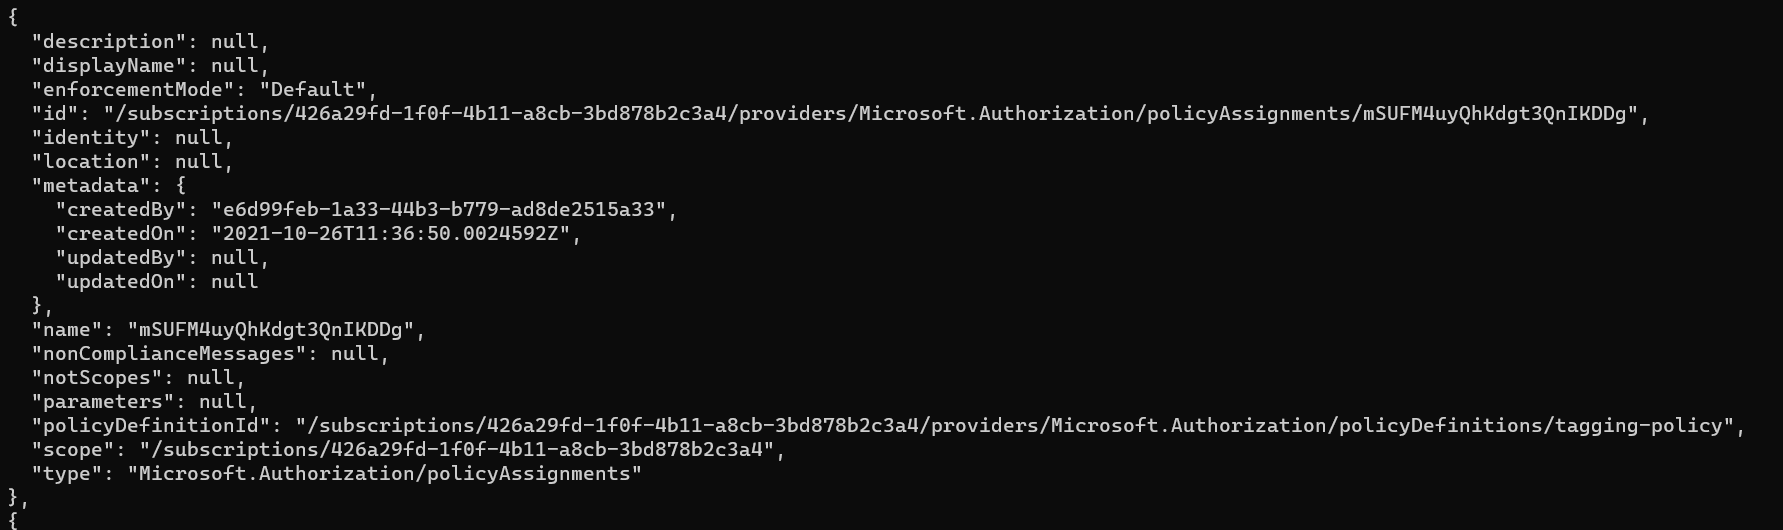 {
"description": null,
"displayName": null,
"enforcementMode": "Default",
"id": "/subscriptions/426a29fd-1f0f-4b11-a8cb-3bd878b2c3a4/providers/Microsoft.Authorization/policyAssignments/mSUFM4uyQhKdgt3QnIKDDg",
"identity": null,
"location": null,
"metadata": {
"createdBy": "e6d99feb-1a33-44b3-b779-ad8de2515a33",
"createdOn": "2021-10-26T11:36:50.0024592Z",
"updatedBy": null,
"updatedOn": null
},
"name": "mSUFM4uyQhKdgt3QnIKDDg",
"nonComplianceMessages": null,
"notScopes": null,
"parameters": null,
"policyDefinitionId": "/subscriptions/426a29fd-1f0f-4b11-a8cb-3bd878b2c3a4/providers/Microsoft.Authorization/policyDefinitions/tagging-policy",
"scope": "/subscriptions/426a29fd-1f0f-4b11-a8cb-3bd878b2c3a4",
"type": "Microsoft.Authorization/policyAssignments"
},
{